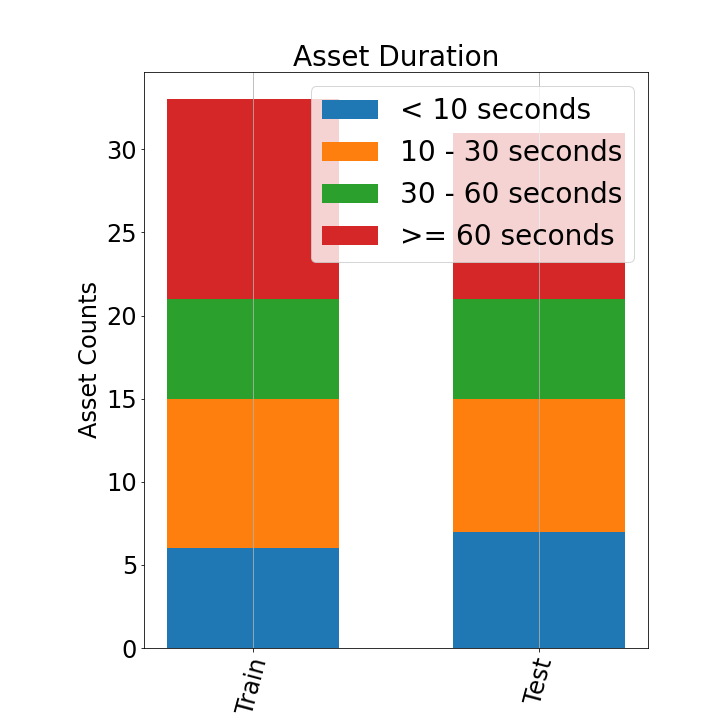 Asset Duration
< 10 seconds
10 - 30 seconds
30 - 60 seconds
>= 60 seconds
30
25
20
15
10
5
0
Asset Counts
Train
Test